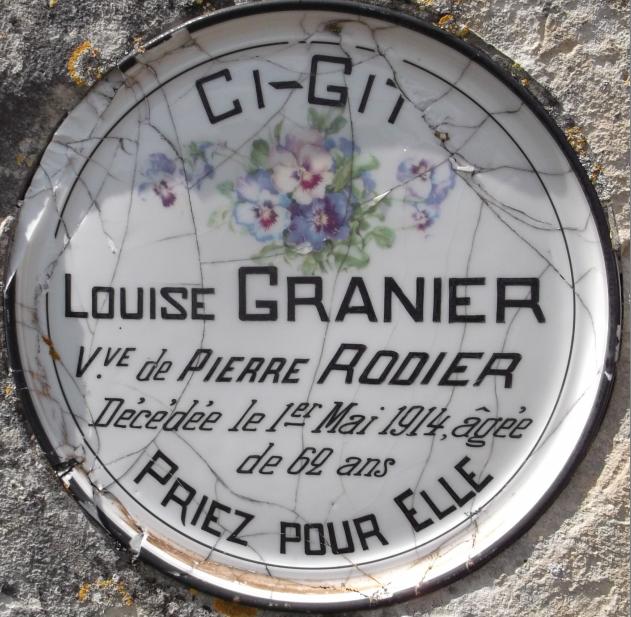 CI-GIT
LOUISE GRANIER
V.VE de PIERRE RODIER
Décédée le 1er Mai 1914, âgée
de 62 ans
PRIEZ POUR ELLE